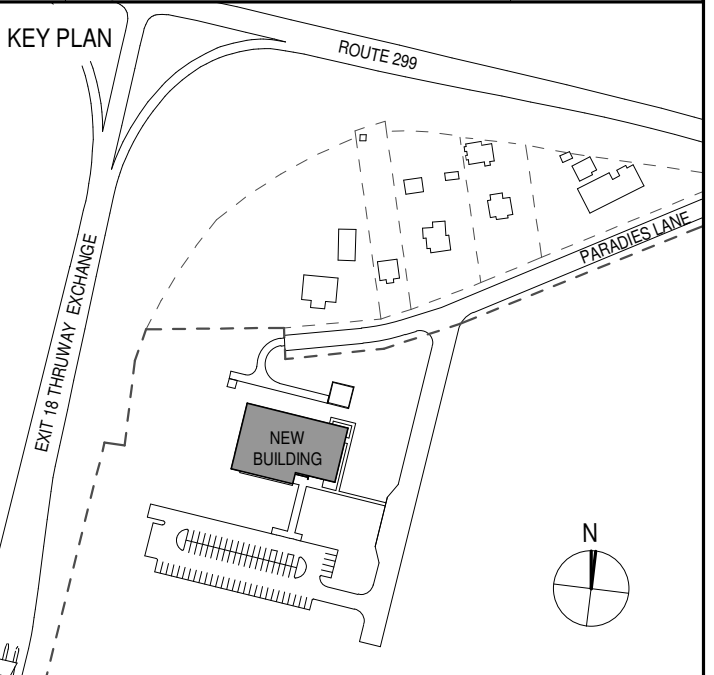 KEY PLAN
ROUTE 299
PARADIES LANE
EXIT 18 THRUWAY EXCHANGE
NEW
BUILDING
N